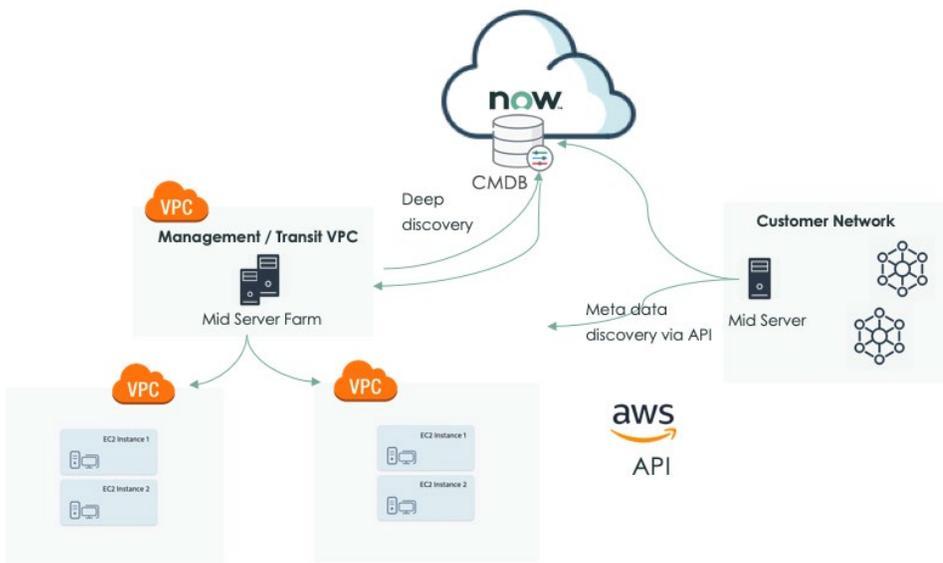 now
CMDB
Deep
discovery
VPC
Management / Transit VPC
Mid Server Farm
Customer Network
Mid Server
Meta data
discovery via API
VPC
EC2 Instance 1
EC2 Instance 2
VPC
EC2 Instance 1
EC2 Instance 2
aws
API